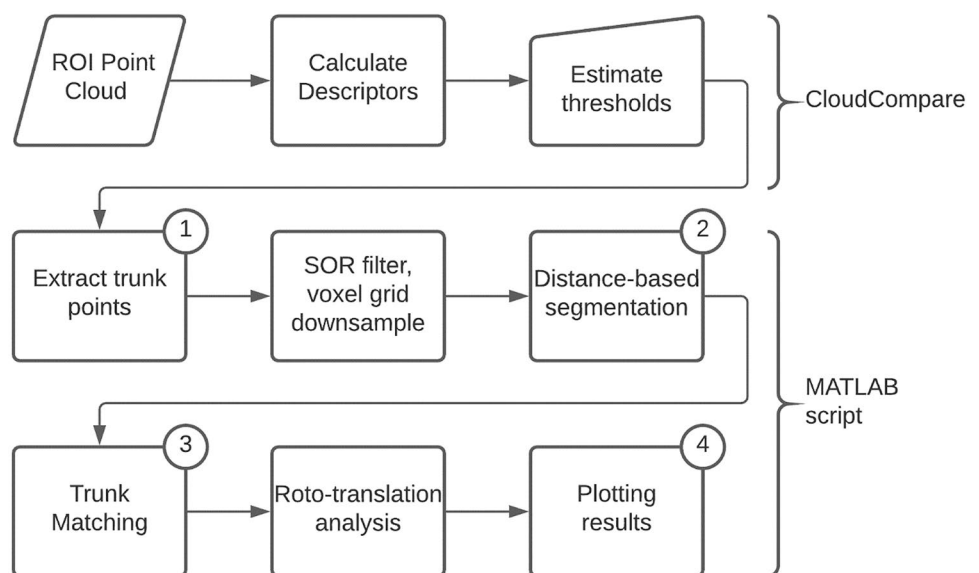 ROI Point
Cloud
Calculate
Descriptors
Estimate
thresholds
CloudCompare
1
Extract trunk
points
SOR filter,
voxel grid
downsample
2
Distance-based
segmentation
MATLAB
script
3
Trunk
Matching
Roto-translation
analysis
4
Plotting
results